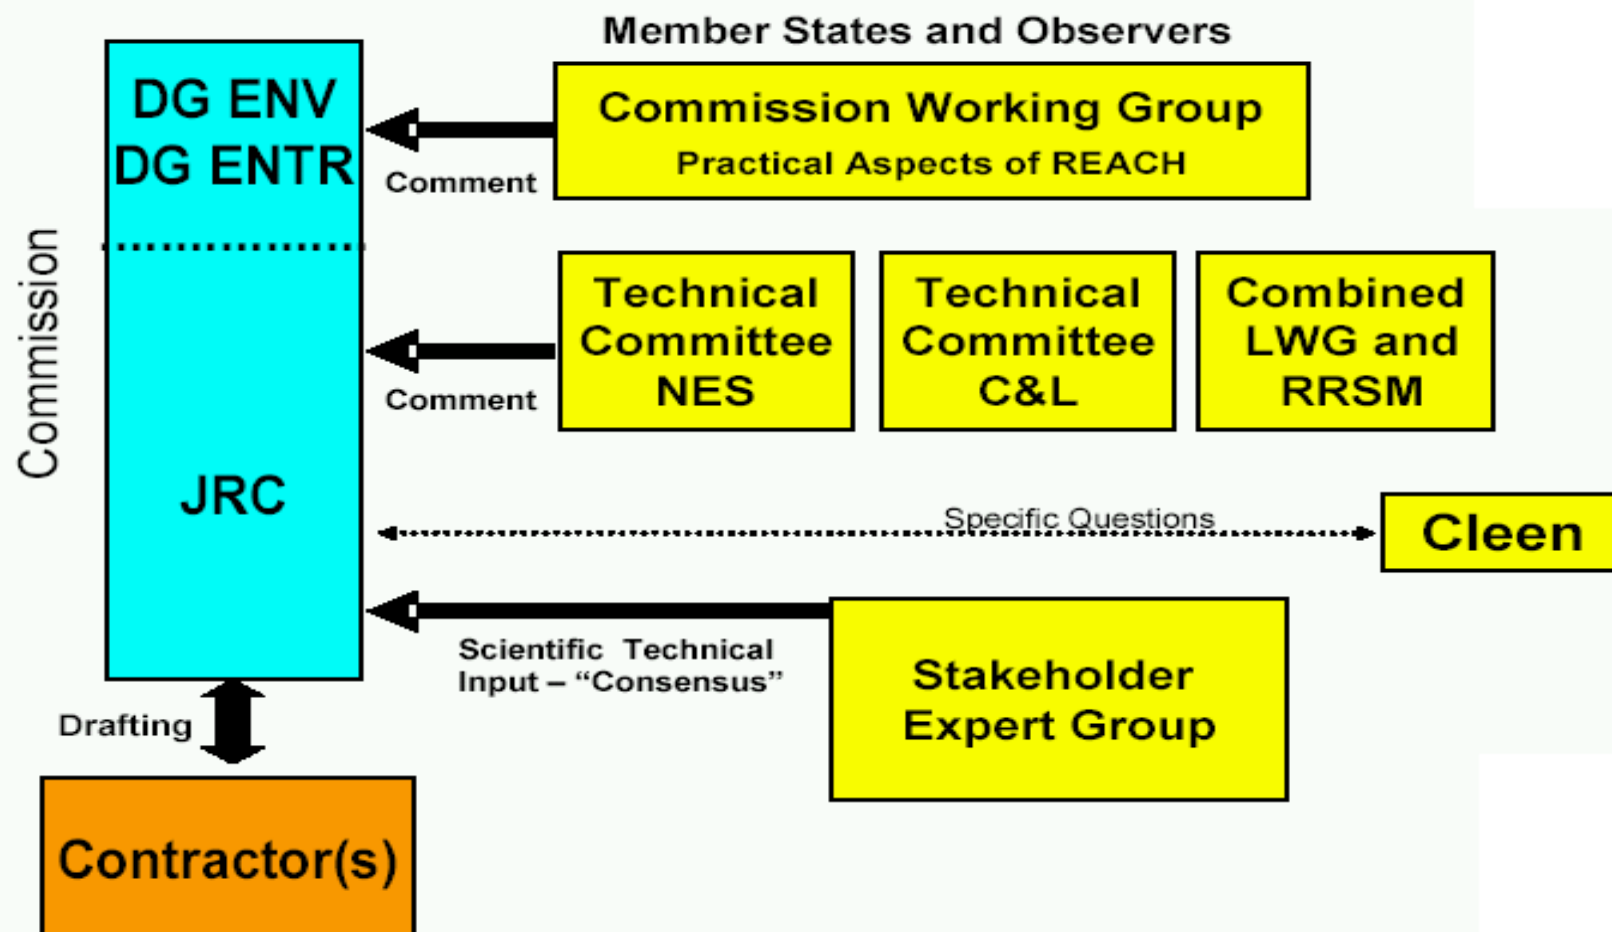 Member States and Observers
DG ENV
DG ENTR
Commission Working Group
Practical Aspects of REACH
Comment
Commission
Technical
Committee
NES
Technical
Committee
C&L
Combined
LWG and
RRSM
Comment
JRC
Specific Questions
Cleen
Scientific Technical
Input – “Consensus”
Stakeholder
Expert Group
Drafting
Contractor(s)